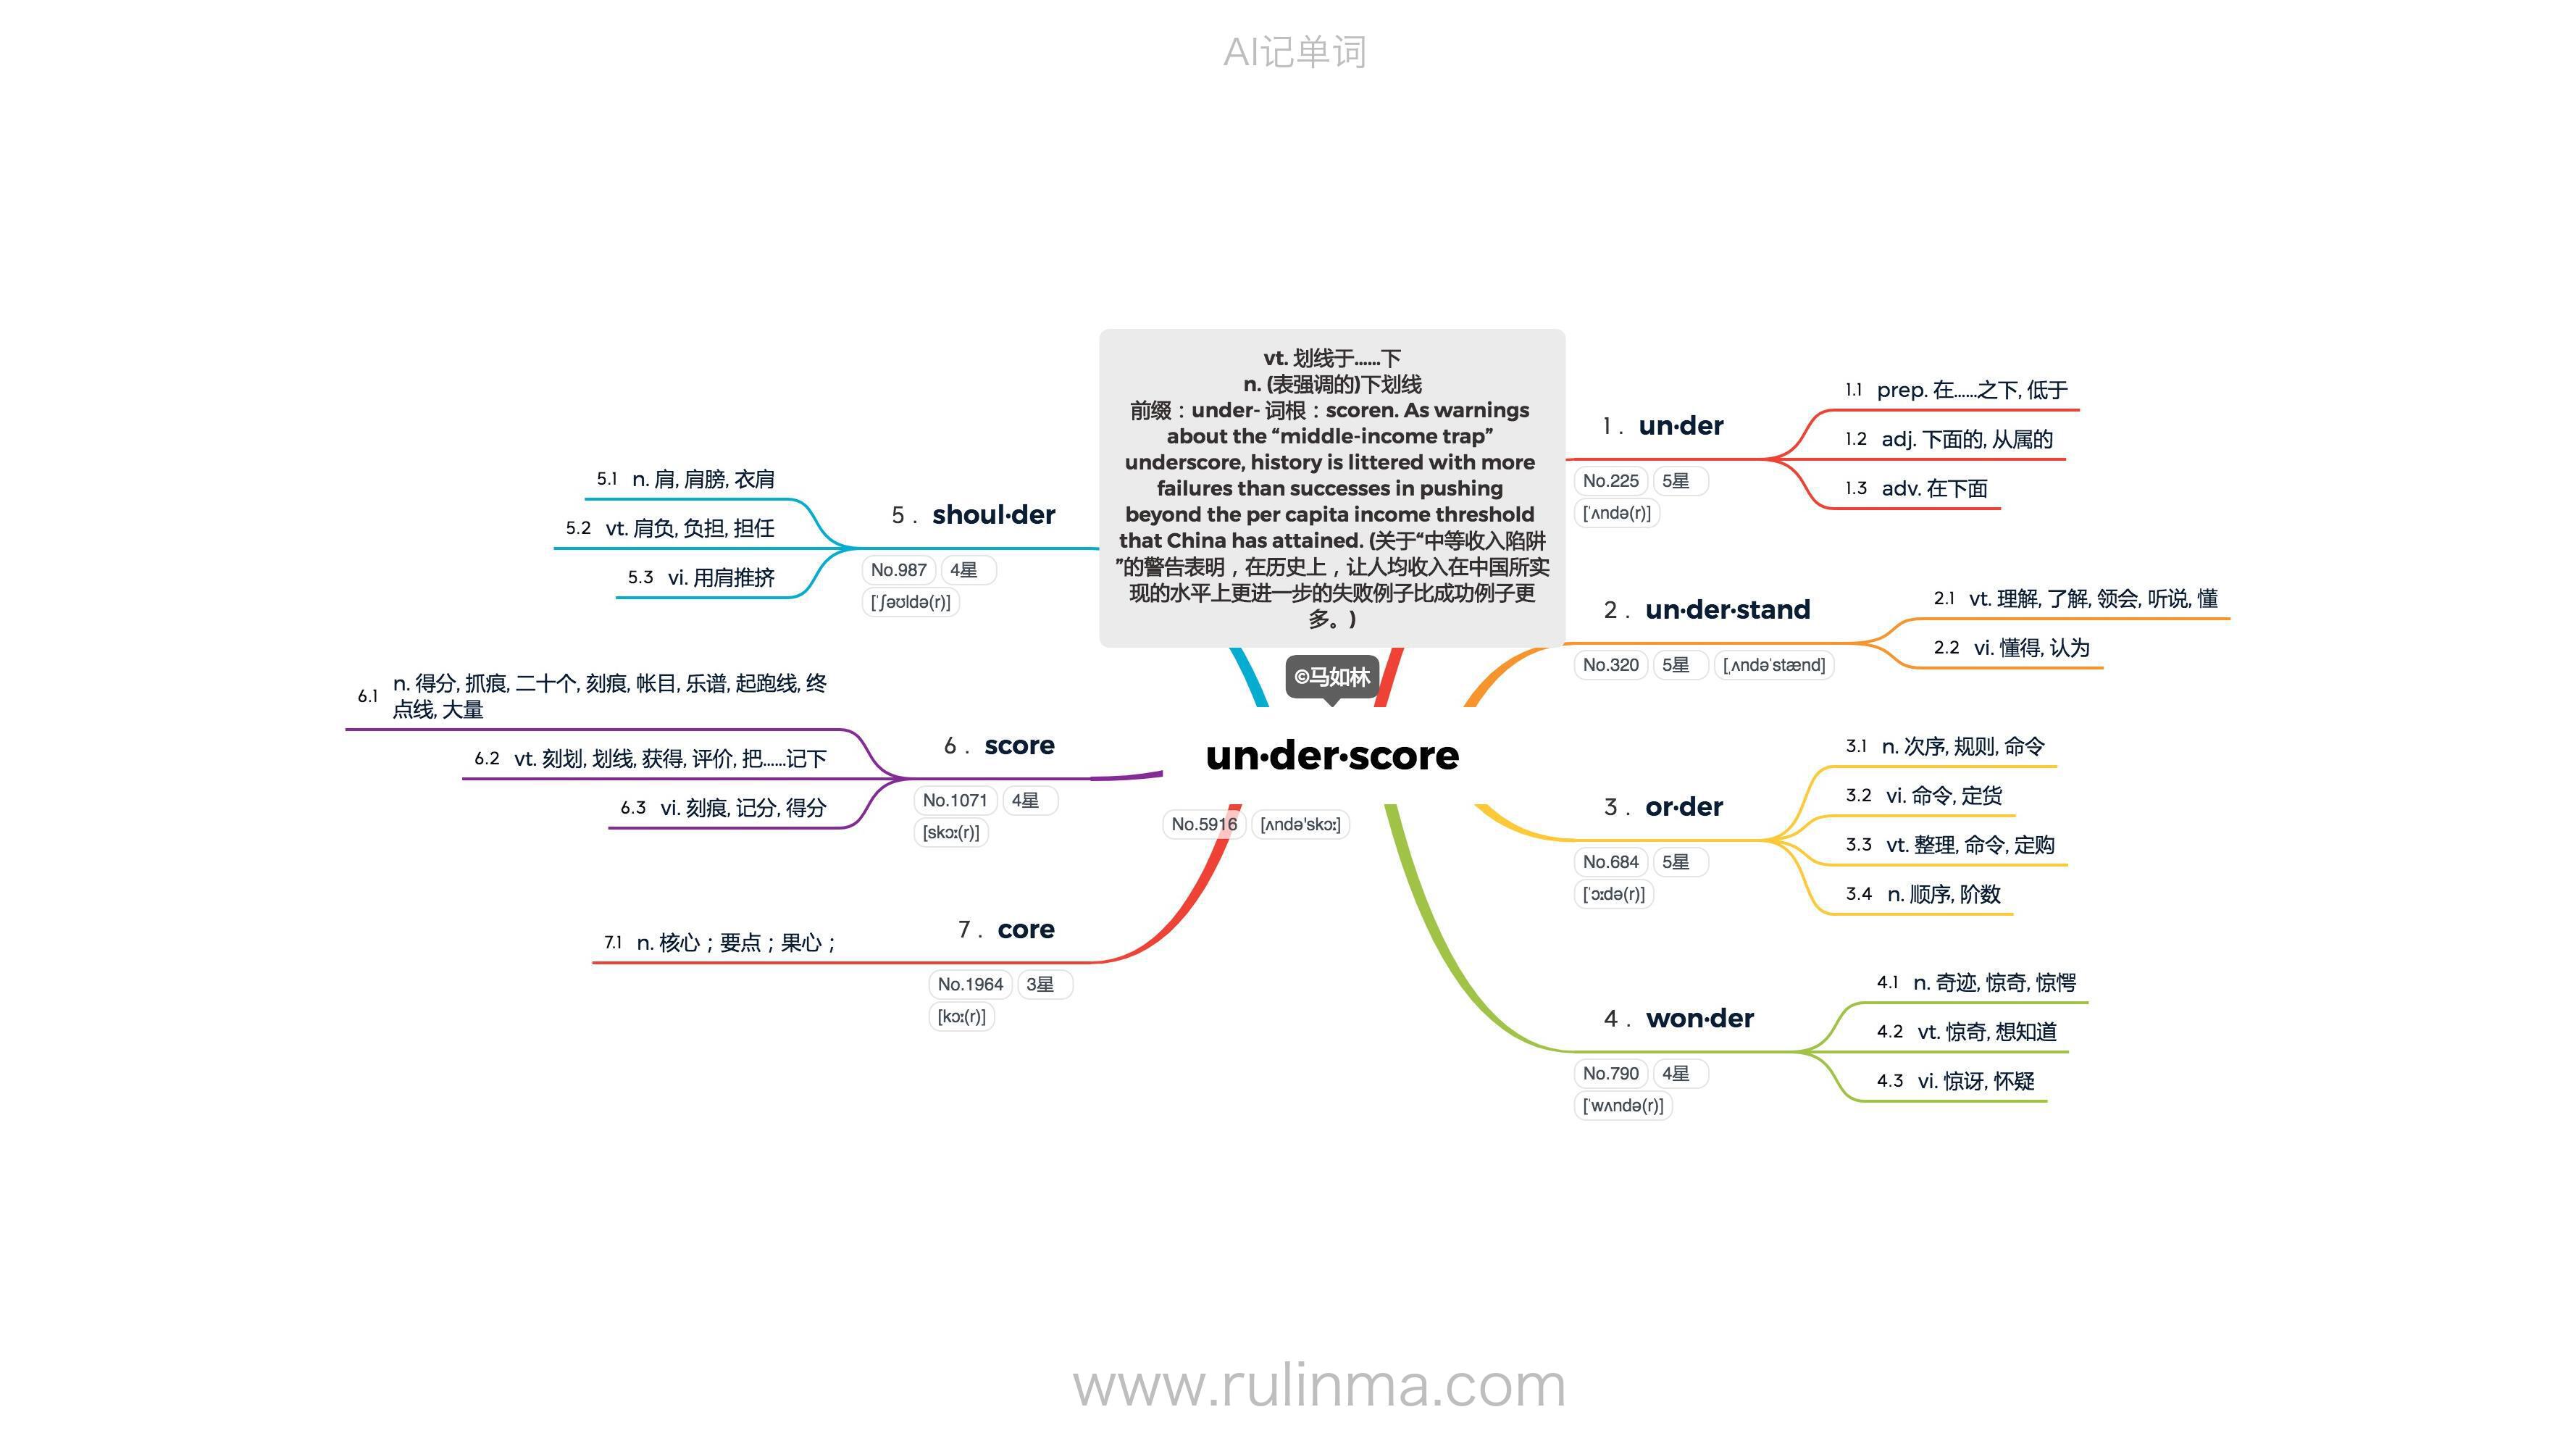 AI记单词
vt. 划线于……下
n. (表强调的)下划线
前缀：under- 词根：scoren. As warnings
about the “middle-income trap”
underscore, history is littered with more
failures than successes in pushing
beyond the per capita income threshold
that China has attained. (关于“中等收入陷阱
”的警告表明，在历史上，让人均收入在中国所实
现的水平上更进一步的失败例子比成功例子更
多。)
©马如林
un·der·score
No.5916 [ʌndə'skɔː]
1. un·der
No.225 5星
[ˈʌndə(r)]
1.1 prep. 在……之下, 低于
1.2 adj. 下面的, 从属的
1.3 adv. 在下面
2. un·der·stand
No.320 5星 [ˌʌndəˈstænd]
2.1 vt. 理解, 了解, 领会, 听说, 懂
2.2 vi. 懂得, 认为
3. or·der
No.684 5星
[ˈɔːdə(r)]
3.1 n. 次序, 规则, 命令
3.2 vi. 命令, 定货
3.3 vt. 整理, 命令, 定购
3.4 n. 顺序, 阶数
4. won·der
No.790 4星
[ˈwʌndə(r)]
4.1 n. 奇迹, 惊奇, 惊愕
4.2 vt. 惊奇, 想知道
4.3 vi. 惊讶, 怀疑
5. shoul·der
No.987 4星
[ˈʃəʊldə(r)]
5.1 n. 肩, 肩膀, 衣肩
5.2 vt. 肩负, 负担, 担任
5.3 vi. 用肩推挤
6. score
No.1071 4星
[skɔː(r)]
6.1 n. 得分, 抓痕, 二十个, 刻痕, 帐目, 乐谱, 起跑线, 终
点线, 大量
6.2 vt. 刻划, 划线, 获得, 评价, 把……记下
6.3 vi. 刻痕, 记分, 得分
7. core
No.1964 3星
[kɔː(r)]
7.1 n. 核心；要点；果心；
www.rulinma.com